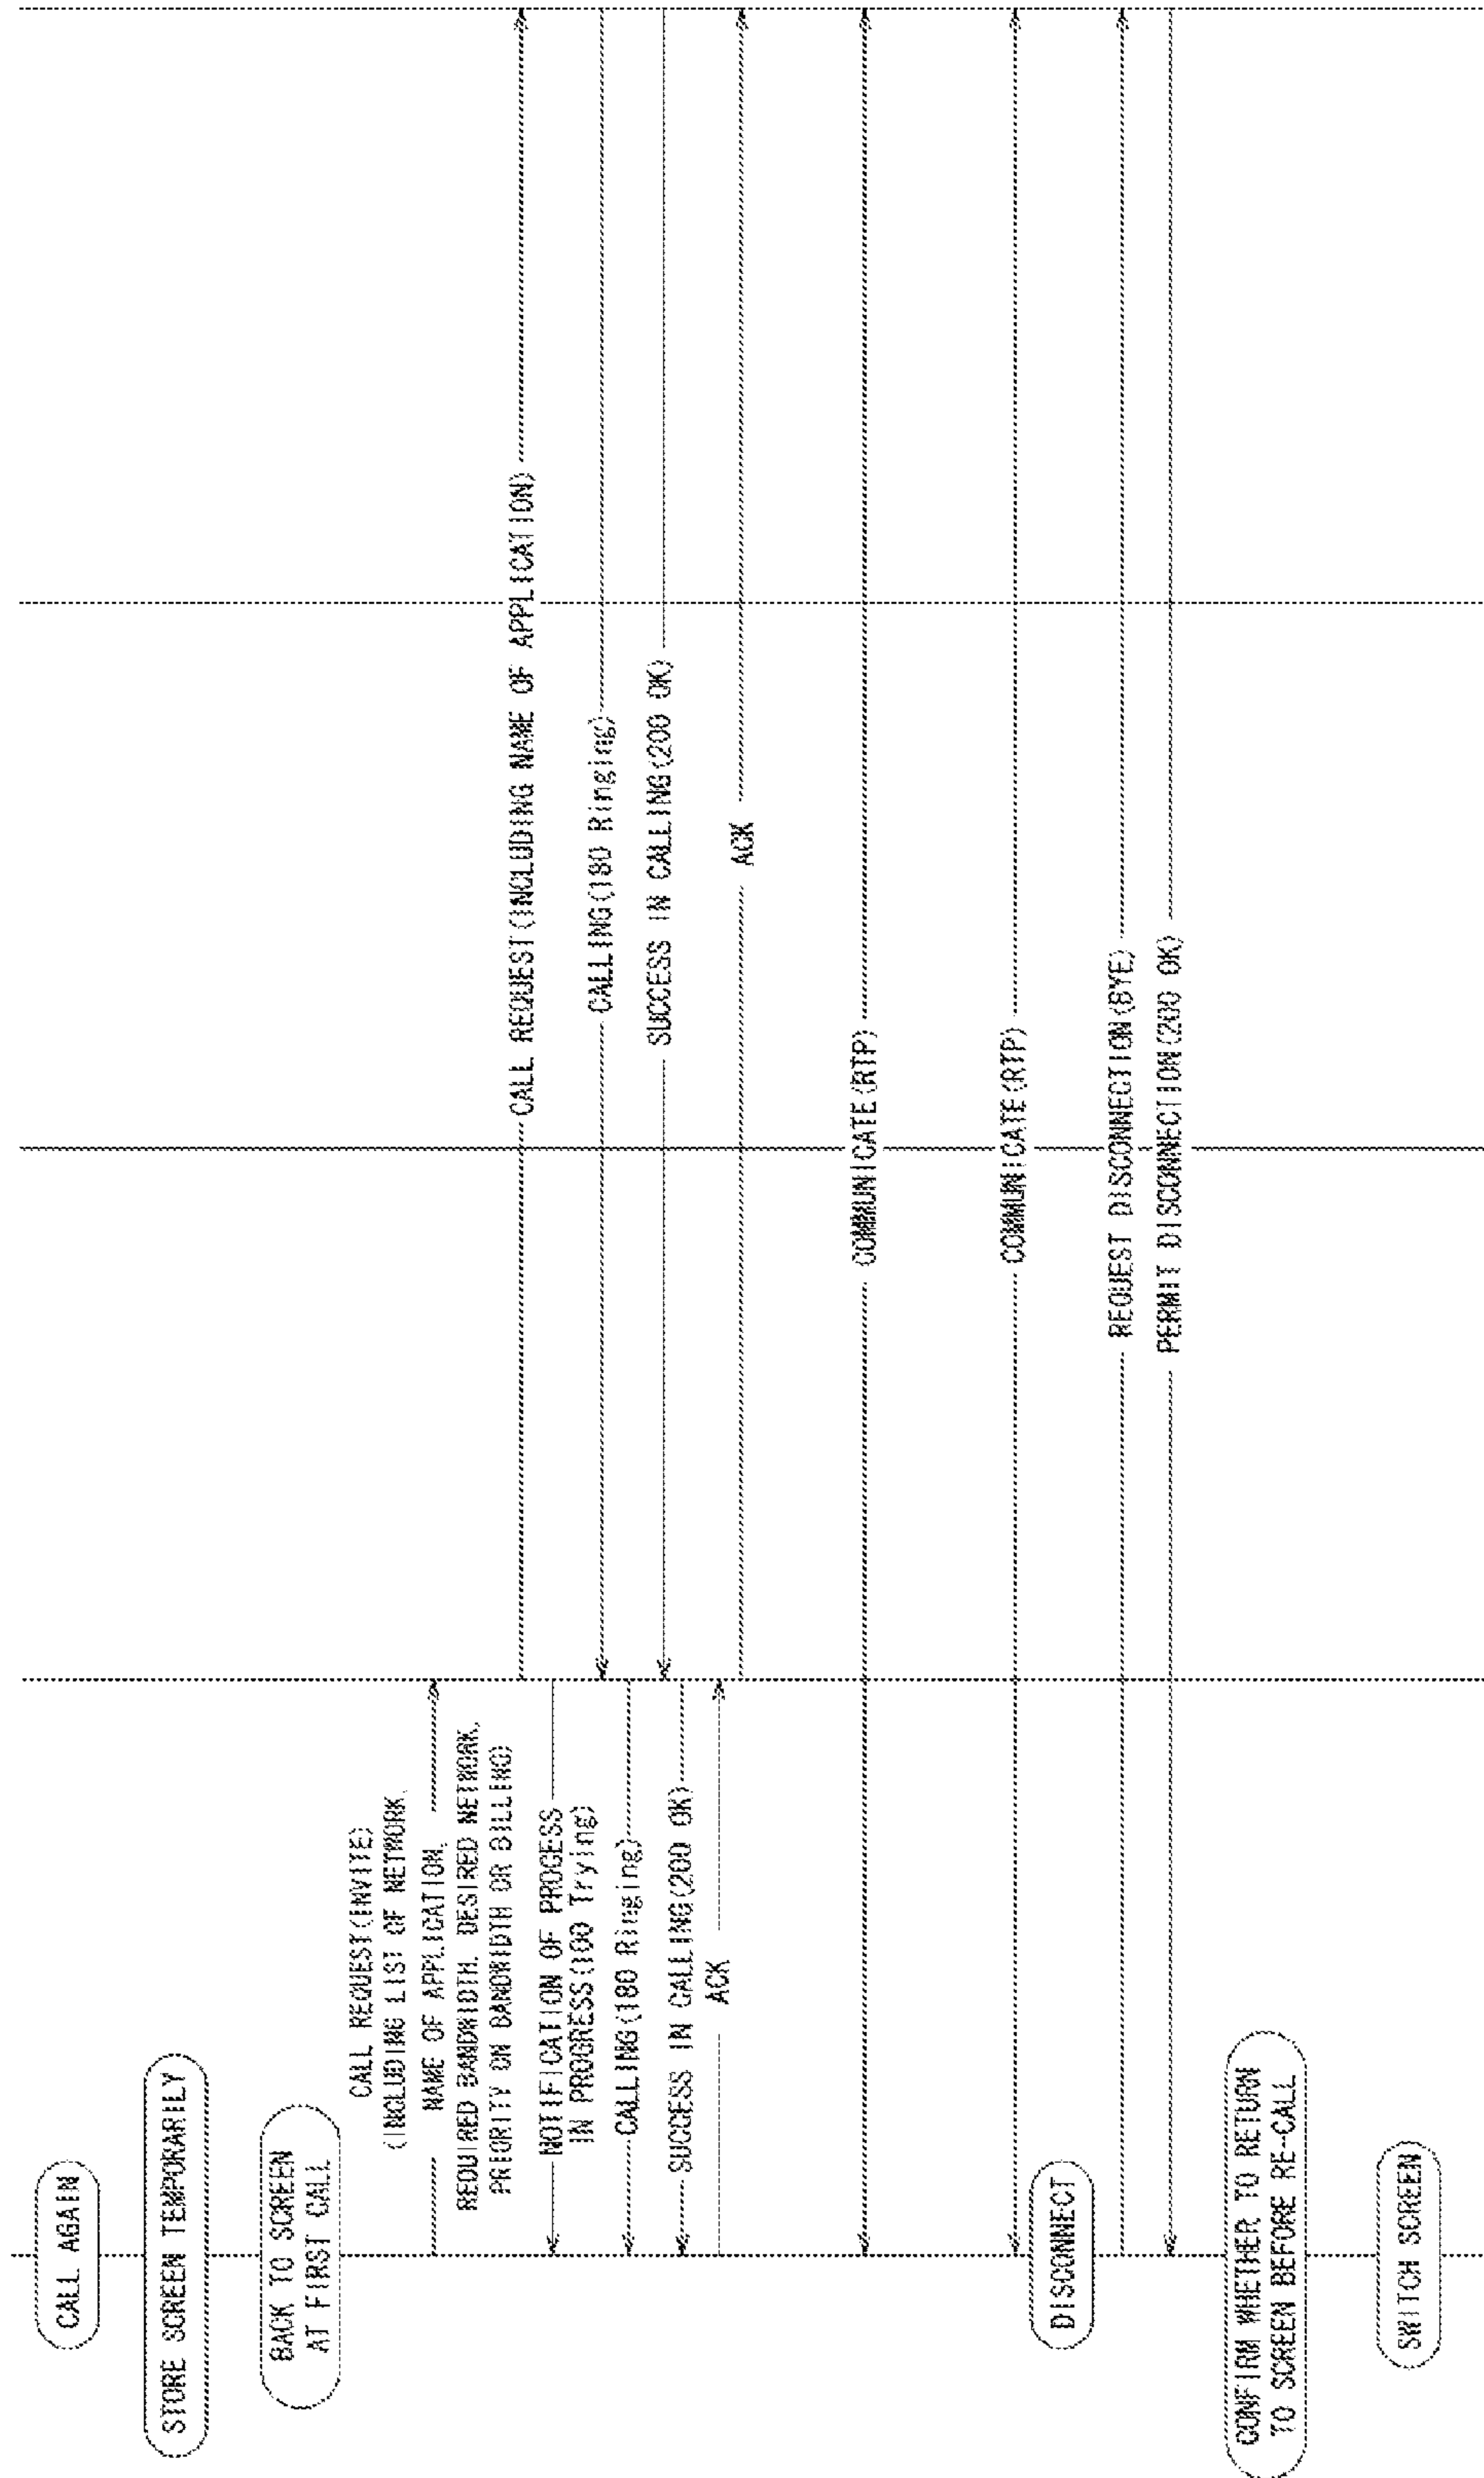 CALL AGAIN
STORE SCREEN TEMPORARILY
BACK TO SCREEN
AT FIRST CALL
CALL REQUEST(INVITE)
(INCLUDING LIST OF NETWORK,
NAME OF APPLICATION,
REQUIRED BANDWIDTH, DESIRED NETWORK,
PRIORITY ON BANDWIDTH OR BILLING)
CALL REQUEST(INCLUDING NAME OF APPLICATION)
NOTIFICATION OF PROGESS
IN PROGRESS(100 Trying)
CALLING(180 Ringing)
CALLING(180 Ringing)
SUCCESS IN CALLING(200 OK)
SUCCESS IN CALLING(200 OK)
ACK
ACK
COMMUNICATE(RTP)
COMMUNICATE(RTP)
DISCONNECT
REQUEST DISCONNECTION(BYE)
PERMIT DISCONNECTION(200 OK)
CONFIRM WHETHER TO RETURN
TO SCREEN BEFORE RE-CALL
SWITCH SCREEN